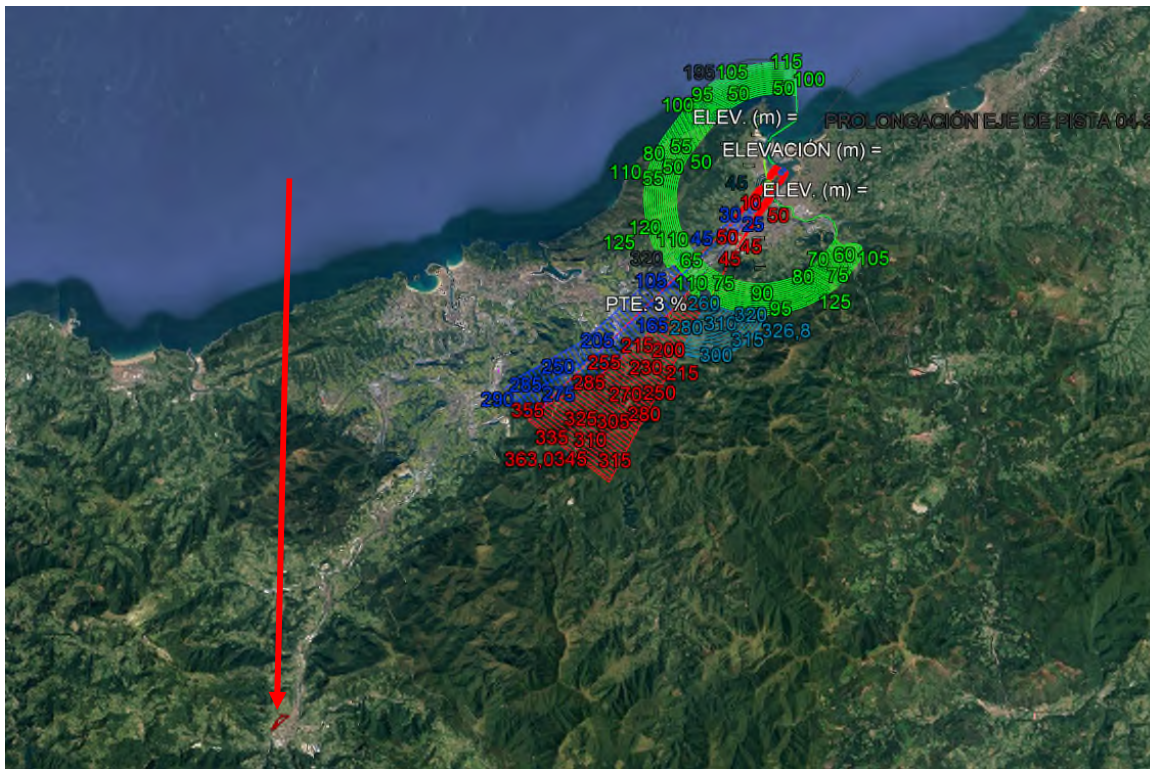 115
195 105
100
95 50 50
100
ELEV. (m) =
PROLONGACIÓN EJE DE PISTA 04-
55
80 50
ELEVACIÓN (m) =
110 55 50
45
ELEV. (m) =
10
30 50
25
120
125 110 45 50
45
320 65 45
70 60 105
105 110 75 80 75
90
PTE. 3 % 260 95 125
165 280 310 320
315 326,8
205 215 200 300
250 255 230 215
285 286 270 250
290 275
355 325 305 280
335 310
363,0345 315